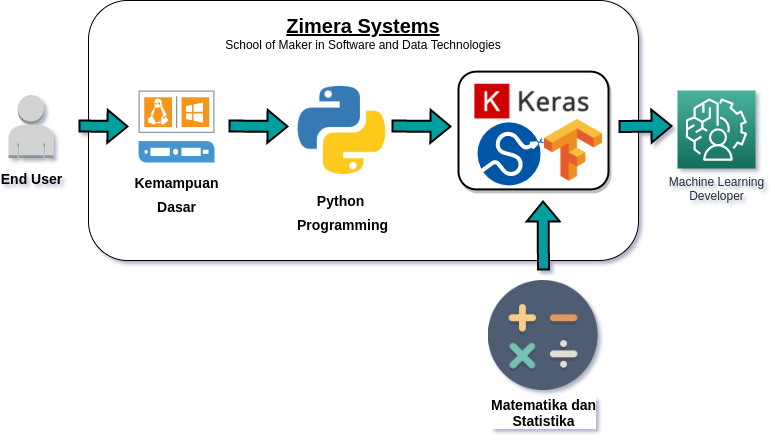 Zimera Systems
School of Maker in Software and Data Technologies
End User
Kemampuan
Dasar
Python
Programming
K Keras
Machine Learning
Developer
Matematika dan
Statistika